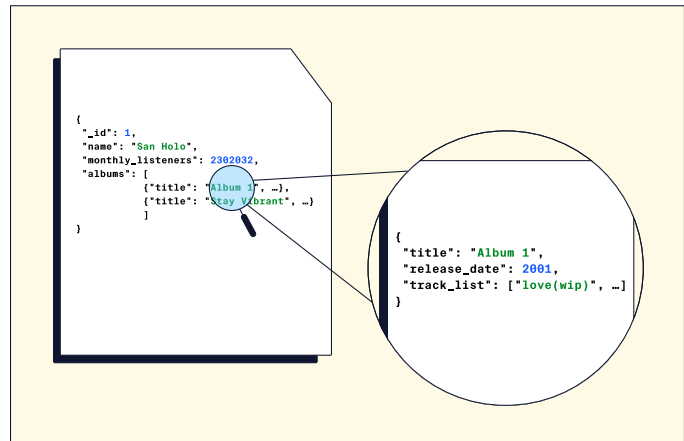 {
"_id": 1,
"name": "San Holo",
"monthly_listeners": 2302032,
"albums": [
{"title": "Album 1", …},
{"title": "Stay Vibrant", …}
]
}
{
"title": "Album 1",
"release_date": 2001,
"track_list": ["love(wip)", …]
}